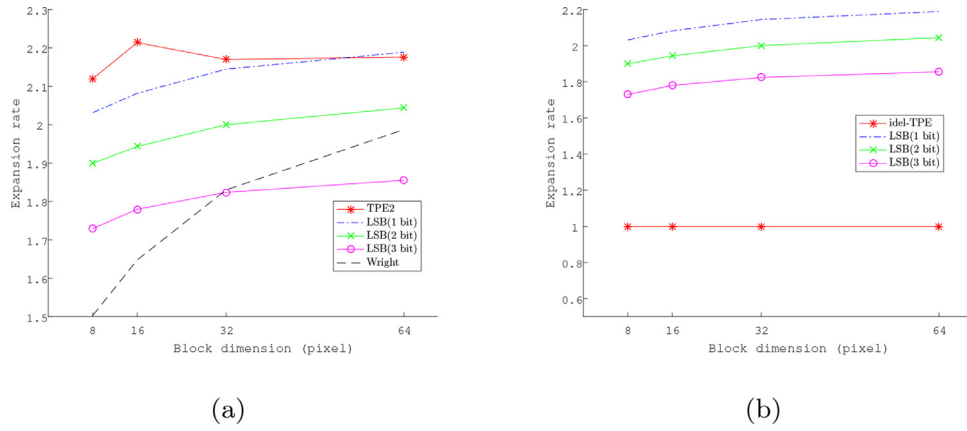 2.3
2.2
2.1
2
1.9
1.8
1.7
1.6
1.5
Expansion rate
8 16 32 64
Block dimension (pixel)
TPE2
LSB(1 bit)
LSB(2 bit)
LSB(3 bit)
Wright
(a)
2.2
2
1.8
1.6
1.4
1.2
1
0.8
0.6
Expansion rate
8 16 32 64
Block dimension (pixel)
idel-TPE
LSB(1 bit)
LSB(2 bit)
LSB(3 bit)
(b)